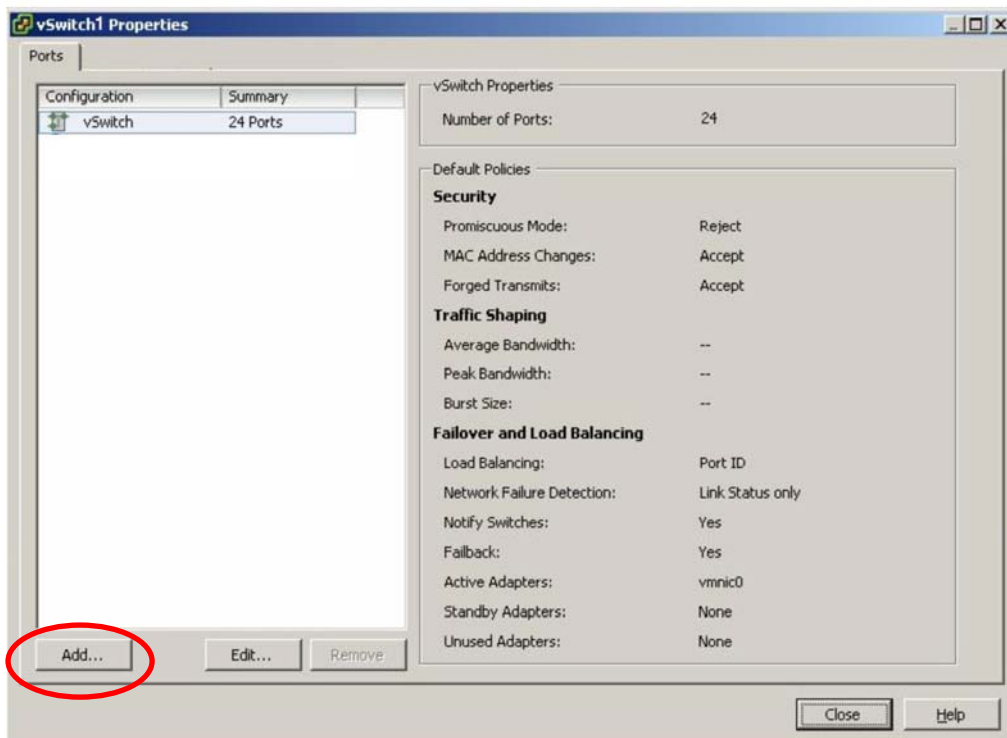 vSwitch1 Properties
Ports
Configuration Summary
vSwitch 24 Ports
vSwitch Properties
Number of Ports: 24
Default Policies
Security
Promiscuous Mode: Reject
MAC Address Changes: Accept
Forged Transmits: Accept
Traffic Shaping
Average Bandwidth: --
Peak Bandwidth: --
Burst Size: --
Failover and Load Balancing
Load Balancing: Port ID
Network Failure Detection: Link Status only
Notify Switches: Yes
Failback: Yes
Active Adapters: vmnic0
Standby Adapters: None
Unused Adapters: None
Add... Edit... Remove
Close Help